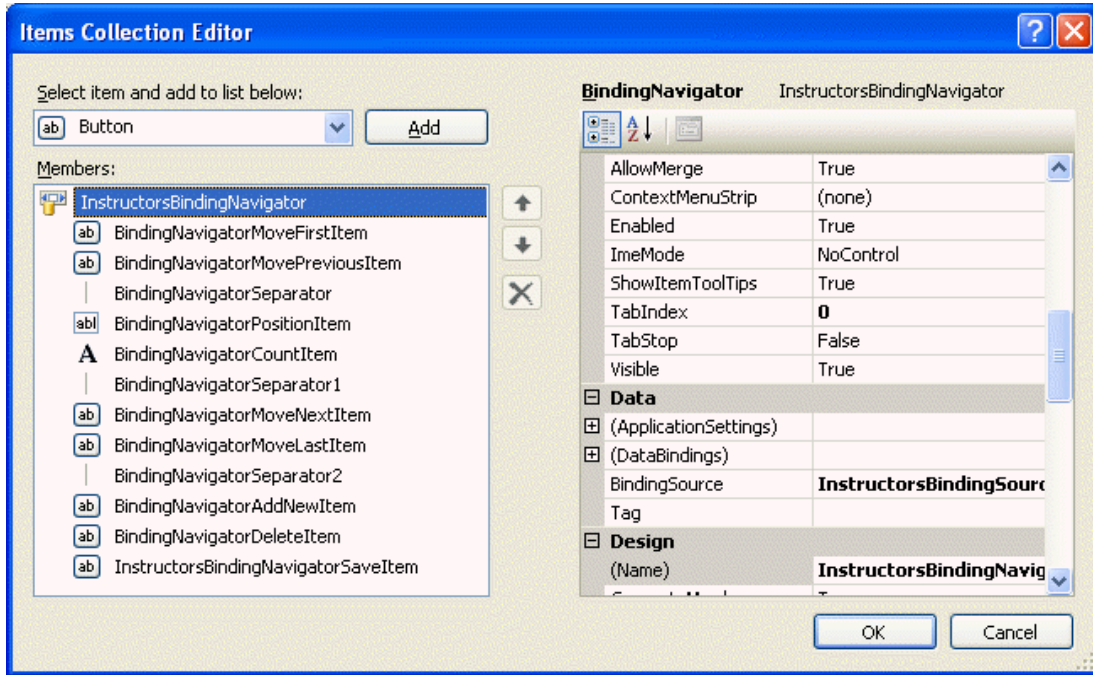 Items Collection Editor
Select item and add to list below:
Button
Add
Members:
InstructorsBindingNavigator
BindingNavigatorMoveFirstItem
BindingNavigatorMovePreviousItem
BindingNavigatorSeparator
BindingNavigatorPositionItem
BindingNavigatorCountItem
BindingNavigatorSeparator1
BindingNavigatorMoveNextItem
BindingNavigatorMoveLastItem
BindingNavigatorSeparator2
BindingNavigatorAddNewItem
BindingNavigatorDeleteItem
InstructorsBindingNavigatorSaveItem
BindingNavigator InstructorsBindingNavigator
AllowMerge True
ContextMenuStrip (none)
Enabled True
ImeMode NoControl
ShowItemToolTips True
TabIndex 0
TabStop False
Visible True
Data
(ApplicationSettings)
(DataBindings)
BindingSource InstructorsBindingSourc
Tag
Design
(Name) InstructorsBindingNavig
OK Cancel